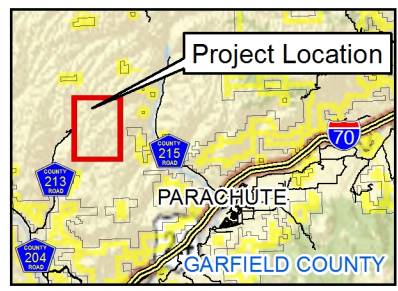 Project Location
70
COUNTY
215
ROAD
COUNTY
213
ROAD
PARACHUTE
COUNTY
204
ROAD
GARFIELD COUNTY